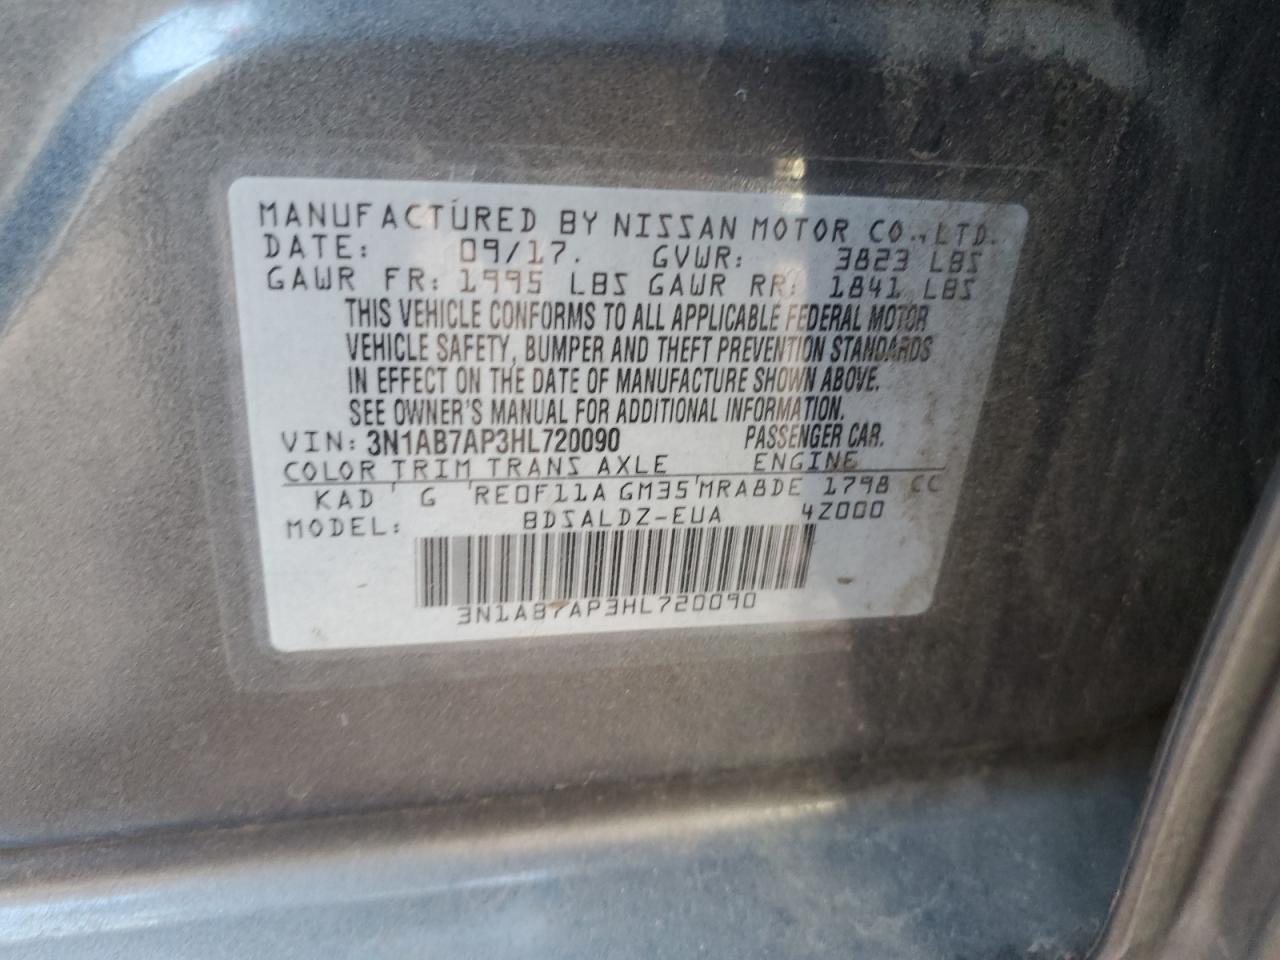 MANUFACTURED BY NISSAN MOTOR CO., LTD.
DATE: 09/17. GVWR: 3823 LBS
GAWR FR: 1995 LBS GAWR RR: 1841 LBS
THIS VEHICLE CONFORMS TO ALL APPLICABLE FEDERAL MOTOR
VEHICLE SAFETY, BUMPER AND THEFT PREVENTION STANDARDS
IN EFFECT ON THE DATE OF MANUFACTURE SHOWN ABOVE.
SEE OWNER'S MANUAL FOR ADDITIONAL INFORMATION.
VIN: 3N1AB7AP3HL720090 PASSENGER CAR.
COLOR TRIM TRANS AXLE ENGINE
KAD ' G ' RE0F11A GM35'MRA8DE 1798 CC
MODEL: BDSALDZ-EUA 4Z000
3N1AB7AP3HL720090